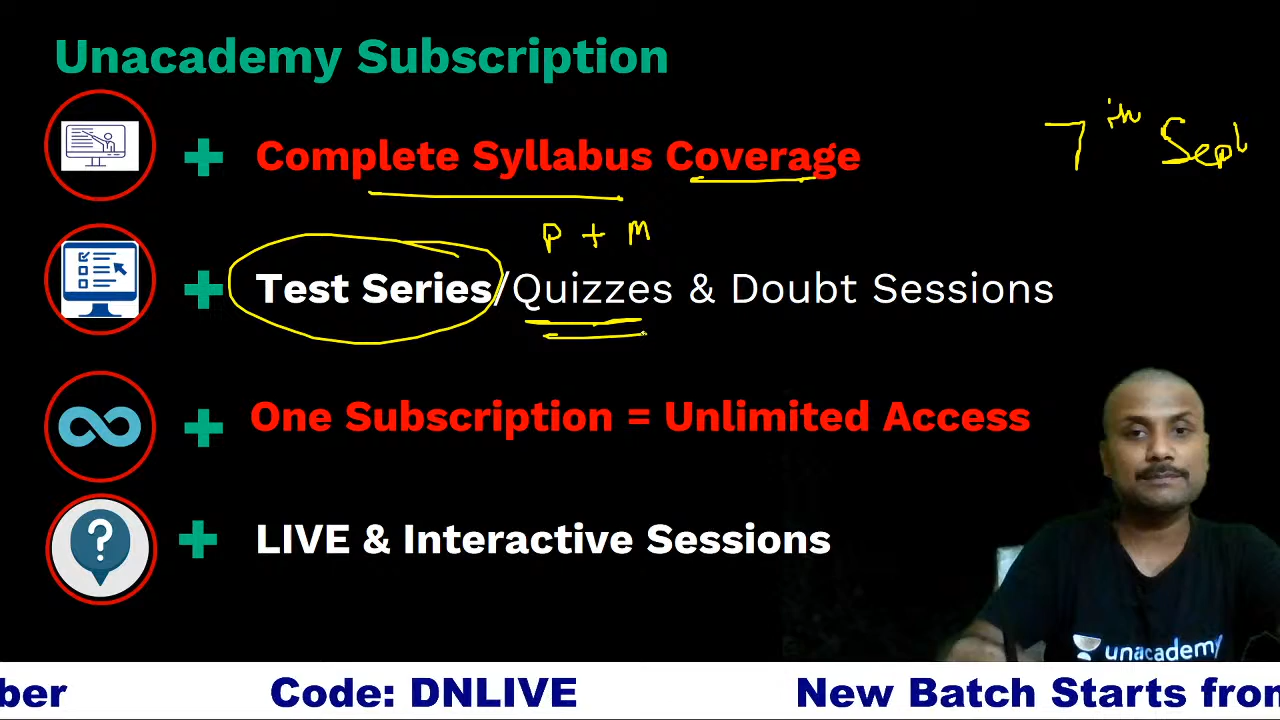 Unacademy Subscription
7th Sept
Complete Syllabus Coverage
P + M
Test Series/Quizzes & Doubt Sessions
One Subscription = Unlimited Access
?
LIVE & Interactive Sessions
unacademy
ber Code: DNLIVE New Batch Starts from